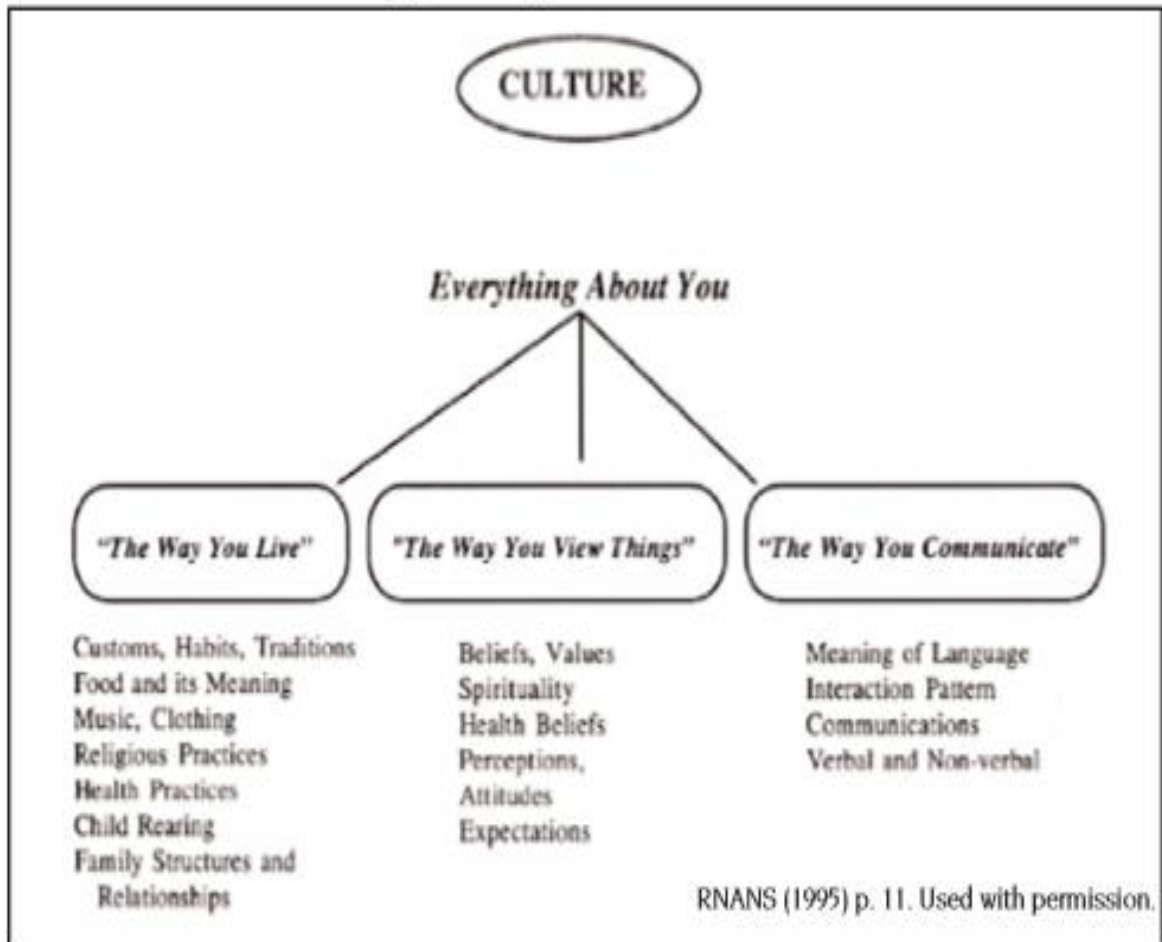 CULTURE
Everything About You
"The Way You Live"
"The Way You View Things"
"The Way You Communicate"
Customs, Habits, Traditions
Food and its Meaning
Music, Clothing
Religious Practices
Health Practices
Child Rearing
Family Structures and
Relationships
Beliefs, Values
Spirituality
Health Beliefs
Perceptions,
Attitudes
Expectations
Meaning of Language
Interaction Pattern
Communications
Verbal and Non-verbal
RNANS (1995) p. 11. Used with permission.